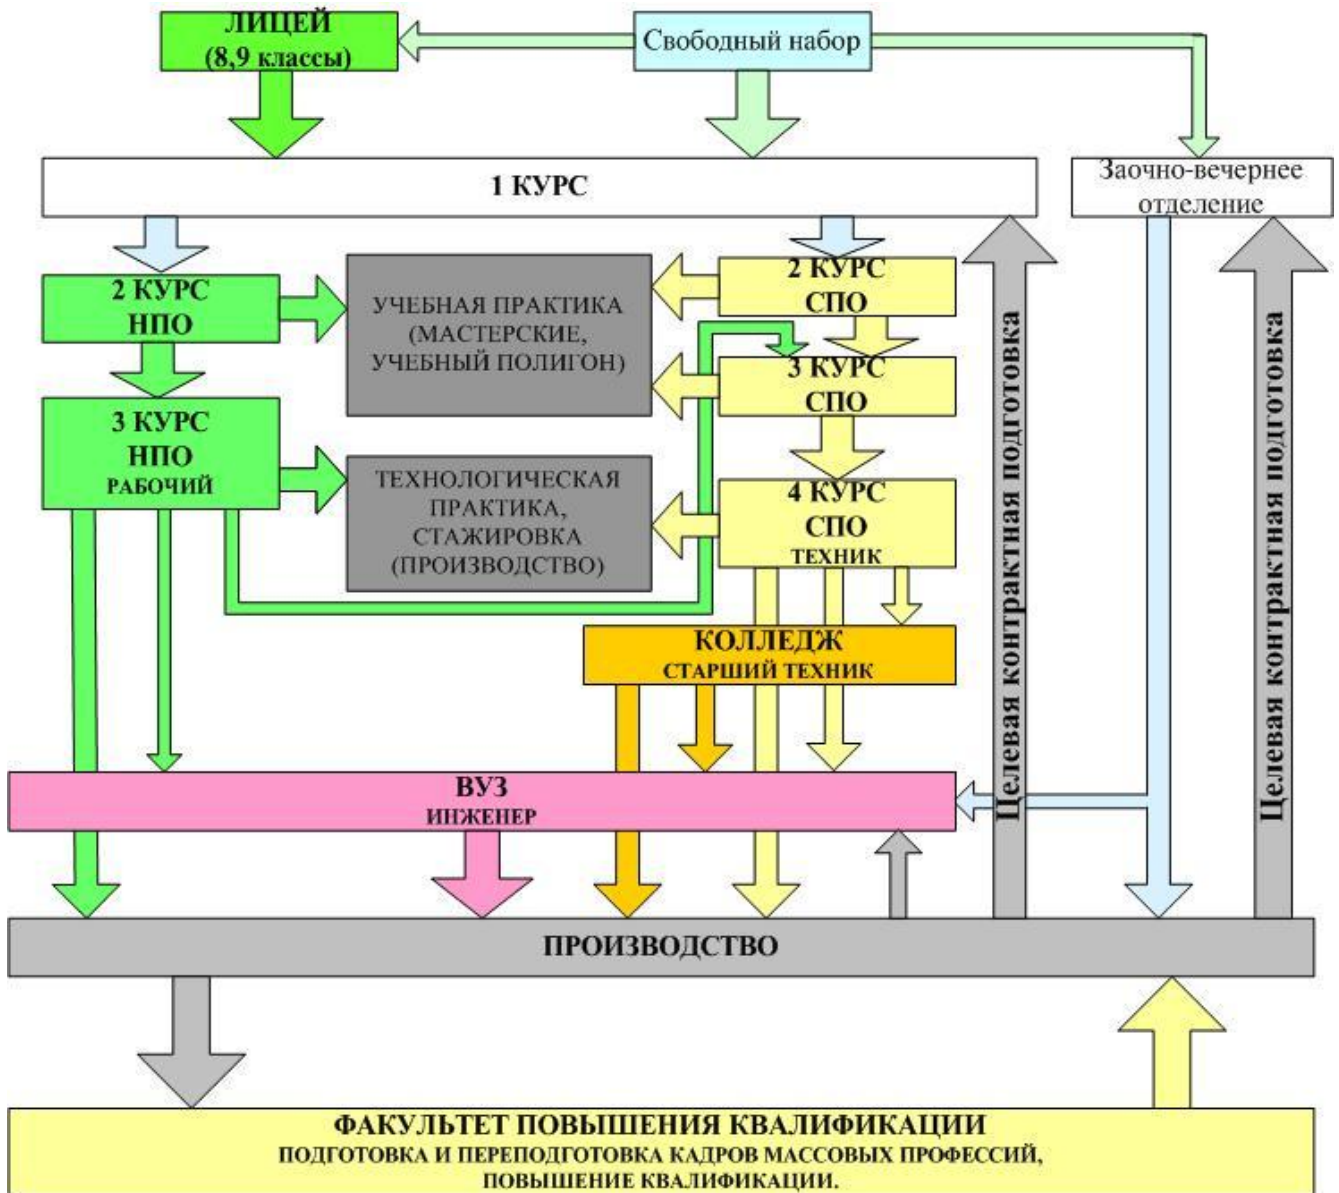 ЛИЦЕЙ
(8,9 классы)
Свободный набор
1 КУРС
Заочно-вечернее
отделение
2 КУРС
НПО
УЧЕБНАЯ ПРАКТИКА
(МАСТЕРСКИЕ,
УЧЕБНЫЙ ПОЛИГОН)
2 КУРС
СПО
3 КУРС
СПО
3 КУРС
НПО
РАБОЧИЙ
ТЕХНОЛОГИЧЕСКАЯ
ПРАКТИКА,
СТАЖИРОВКА
(ПРОИЗВОДСТВО)
4 КУРС
СПО
ТЕХНИК
Целевая контрактная подготовка
Целевая контрактная подготовка
КОЛЛЕДЖ
СТАРШИЙ ТЕХНИК
ВУЗ
ИНЖЕНЕР
ПРОИЗВОДСТВО
ФАКУЛЬТЕТ ПОВЫШЕНИЯ КВАЛИФИКАЦИИ
ПОДГОТОВКА И ПЕРЕПОДГОТОВКА КАДРОВ МАССОВЫХ ПРОФЕССИЙ,
ПОВЫШЕНИЕ КВАЛИФИКАЦИИ.